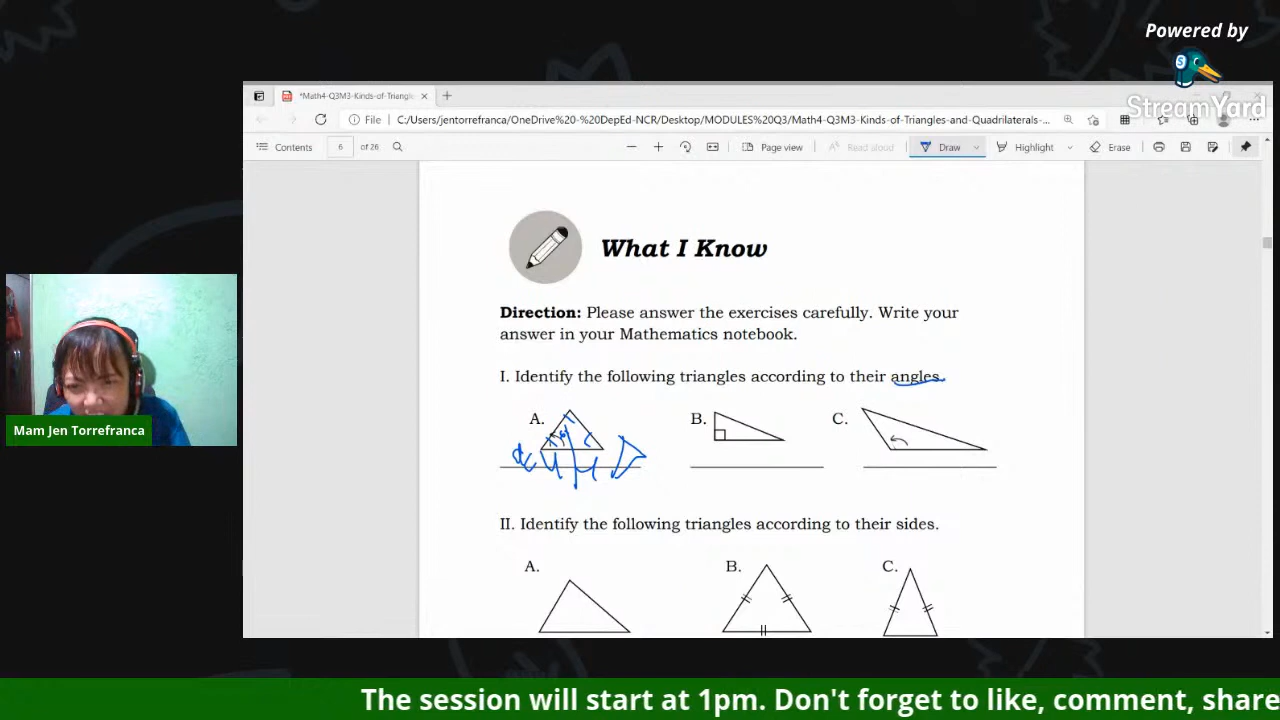 Powered by
StreamYard
*Math4-Q3M3-Kinds-of-Triangl
File
C:/Users/jentorrefranca/OneDrive%20-%20DepEd-NCR/Desktop/MODULES%20Q3/Math4-Q3M3-Kinds-of-Triangles-and-Quadrilaterals-...
Contents
6 of 26
Page view
Read aloud
Draw
Highlight
Erase
What I Know
Direction: Please answer the exercises carefully. Write your
answer in your Mathematics notebook.
I. Identify the following triangles according to their angles.
A. B. C.
II. Identify the following triangles according to their sides.
A. B. C.
Mam Jen Torrefranca
The session will start at 1pm. Don't forget to like, comment, share